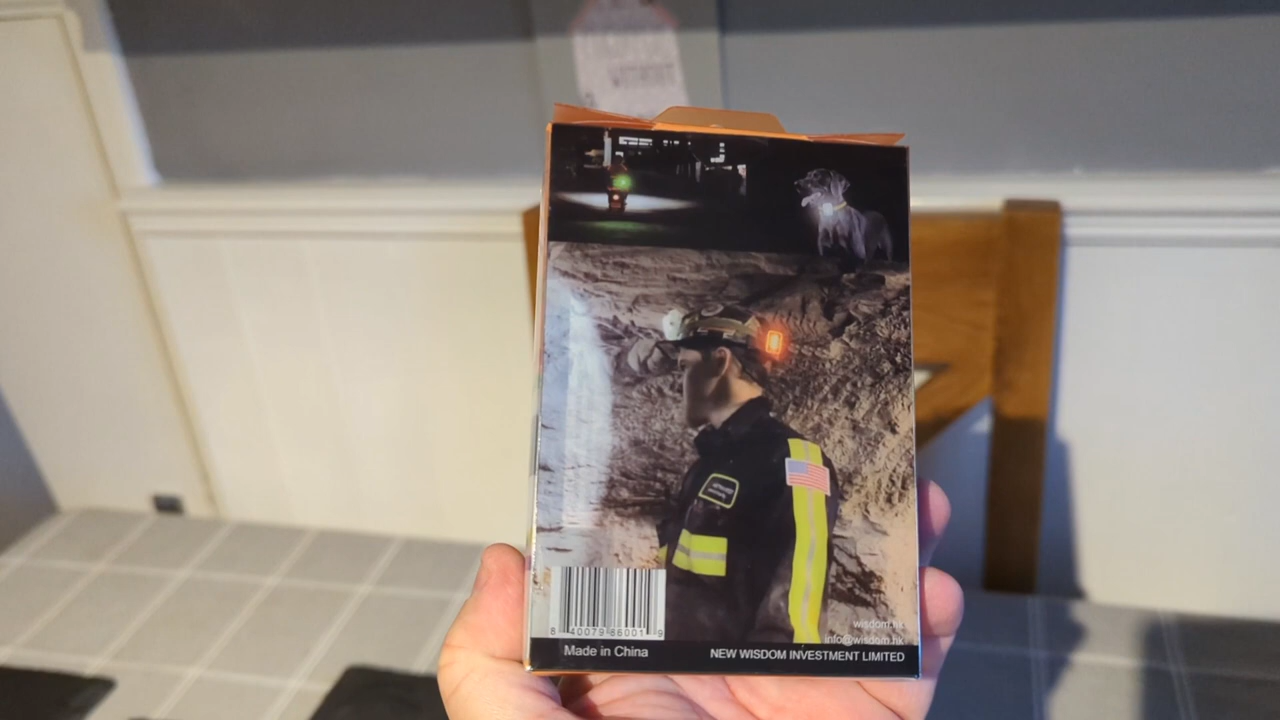 wisdom.hk
info@wisdom.hk
8 40079 86001 9
Made in China
NEW WISDOM INVESTMENT LIMITED